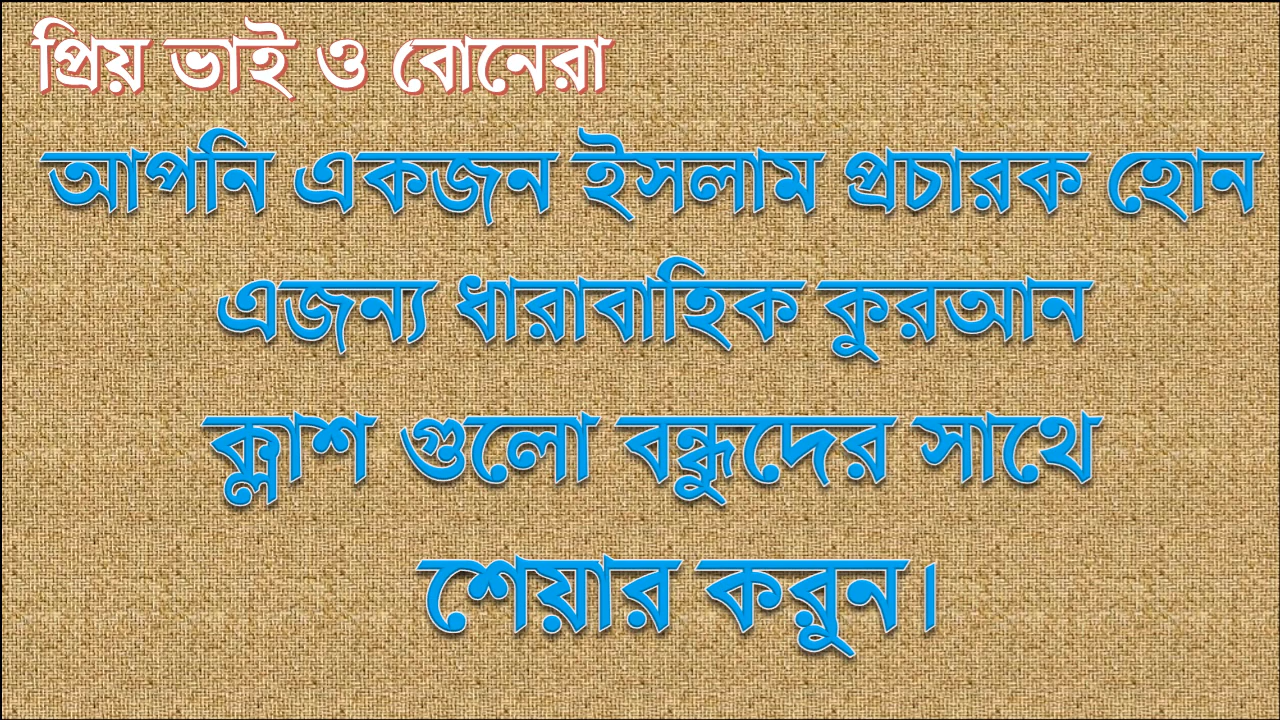 প্রিয় ভাই ও বোনেরা
আপনি একজন ইসলাম প্রচারক হোন
এজন্য ধারাবাহিক কুরআন
ক্লাশ গুলো বন্ধুদের সাথে
শেয়ার করুন।